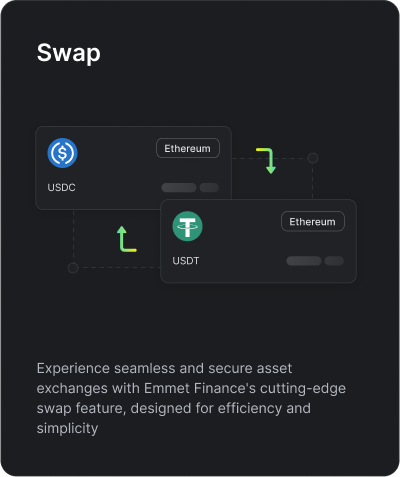 Swap
Ethereum
USDC
Ethereum
USDT
Experience seamless and secure asset
exchanges with Emmet Finance's cutting-edge
swap feature, designed for efficiency and
simplicity